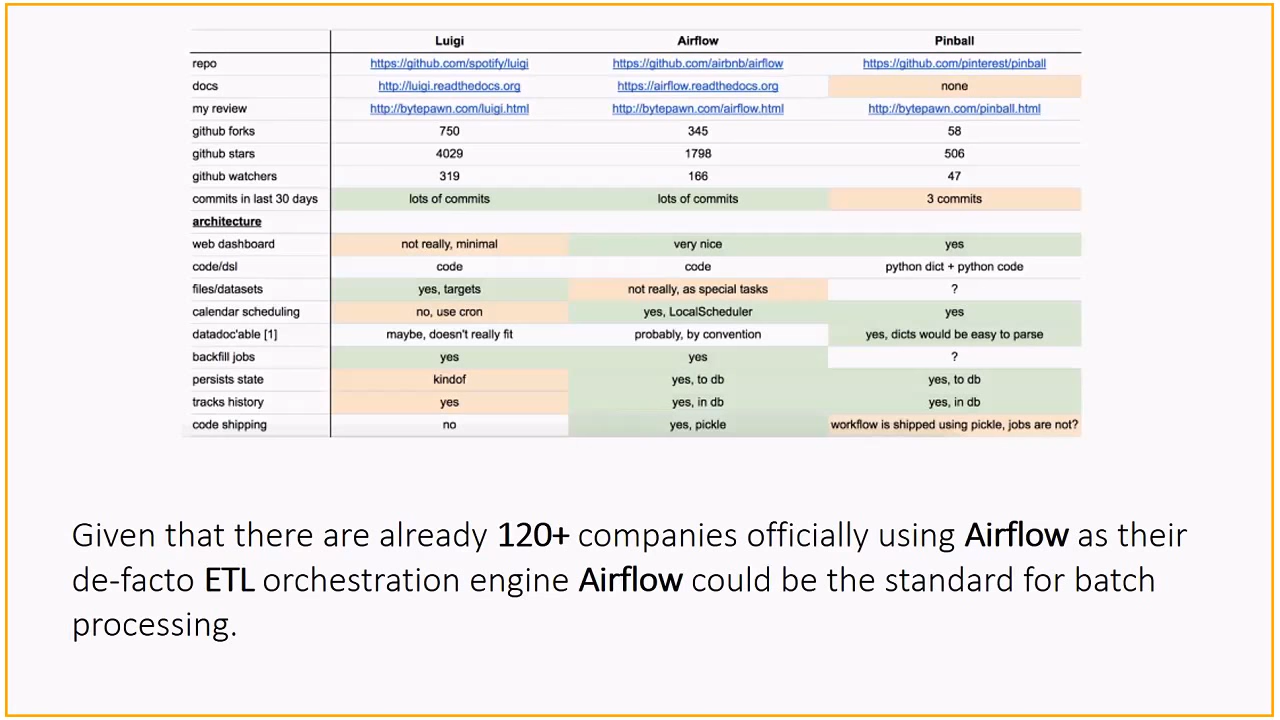 Luigi Airflow Pinball
repo https://github.com/spotify/luigi https://github.com/airbnb/airflow https://github.com/pinterest/pinball
docs http://luigi.readthedocs.org https://airflow.readthedocs.org none
my review http://bytepawn.com/luigi.html http://bytepawn.com/airflow.html http://bytepawn.com/pinball.html
github forks 750 345 58
github stars 4029 1798 506
github watchers 319 166 47
commits in last 30 days lots of commits lots of commits 3 commits
architecture
web dashboard not really, minimal very nice yes
code/dsl code code python dict + python code
files/datasets yes, targets not really, as special tasks ?
calendar scheduling no, use cron yes, LocalScheduler yes
datadoc'able [1] maybe, doesn't really fit probably, by convention yes, dicts would be easy to parse
backfill jobs yes yes ?
persists state kindof yes, to db yes, to db
tracks history yes yes, in db yes, in db
code shipping no yes, pickle workflow is shipped using pickle, jobs are not?
Given that there are already 120+ companies officially using Airflow as their
de-facto ETL orchestration engine Airflow could be the standard for batch
processing.